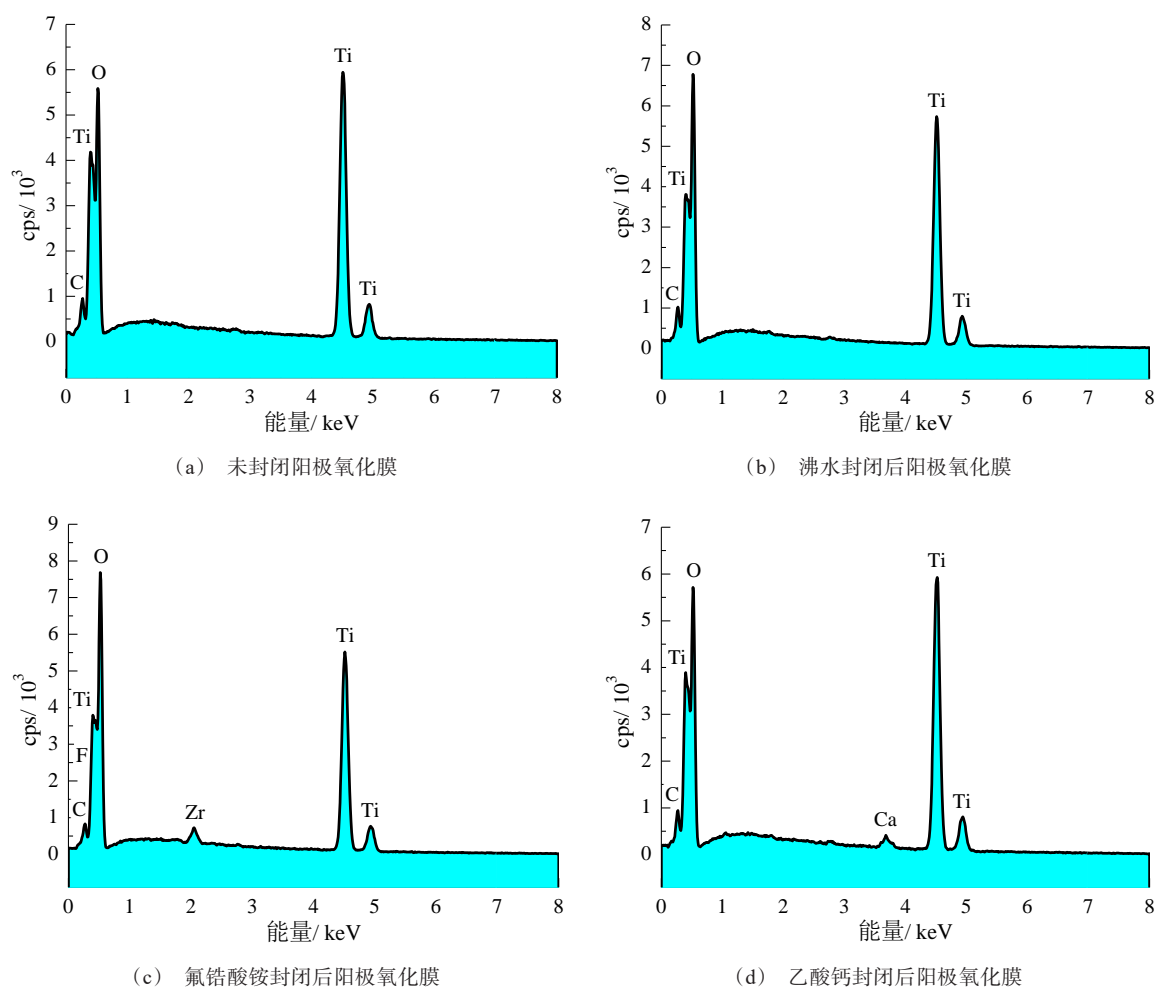 7
6
5
4
3
2
1
0
cps/ 10³
C
Ti
O
Ti
Ti
0 1 2 3 4 5 6 7 8
能量/ keV
(a) 未封闭阳极氧化膜
8
7
6
5
4
3
2
1
0
cps/ 10³
C
Ti
O
Ti
Ti
0 1 2 3 4 5 6 7 8
能量/ keV
(b) 沸水封闭后阳极氧化膜
9
8
7
6
5
4
3
2
1
0
cps/ 10³
C
F
Ti
O
Zr
Ti
Ti
0 1 2 3 4 5 6 7 8
能量/ keV
(c) 氟锆酸铵封闭后阳极氧化膜
7
6
5
4
3
2
1
0
cps/ 10³
C
Ti
O
Ca
Ti
Ti
0 1 2 3 4 5 6 7 8
能量/ keV
(d) 乙酸钙封闭后阳极氧化膜